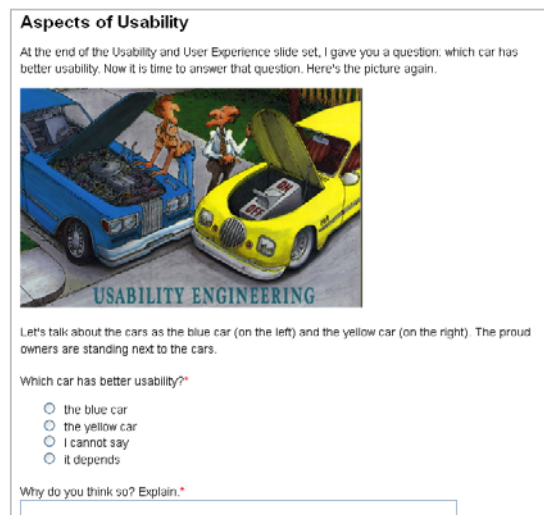 Aspects of Usability
At the end of the Usability and User Experience slide set, I gave you a question: which car has
better usability. Now it is time to answer that question. Here's the picture again.
ON
OFF
USABILITY ENGINEERING
Let's talk about the cars as the blue car (on the left) and the yellow car (on the right). The proud
owners are standing next to the cars.
Which car has better usability?*
the blue car
the yellow car
I cannot say
it depends
Why do you think so? Explain.*